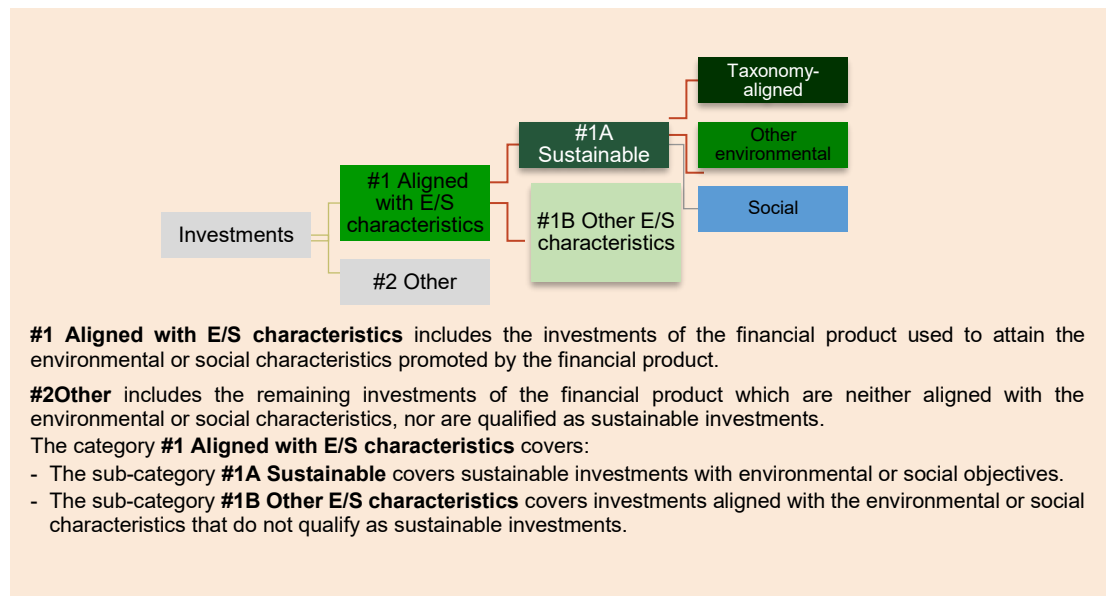 Taxonomy-
aligned
#1A
Sustainable
Other
environmental
#1 Aligned
with E/S
characteristics
Social
#1B Other E/S
characteristics
Investments
#2 Other
#1 Aligned with E/S characteristics includes the investments of the financial product used to attain the
environmental or social characteristics promoted by the financial product.
#2Other includes the remaining investments of the financial product which are neither aligned with the
environmental or social characteristics, nor are qualified as sustainable investments.
The category #1 Aligned with E/S characteristics covers:
- The sub-category #1A Sustainable covers sustainable investments with environmental or social objectives.
- The sub-category #1B Other E/S characteristics covers investments aligned with the environmental or social
characteristics that do not qualify as sustainable investments.